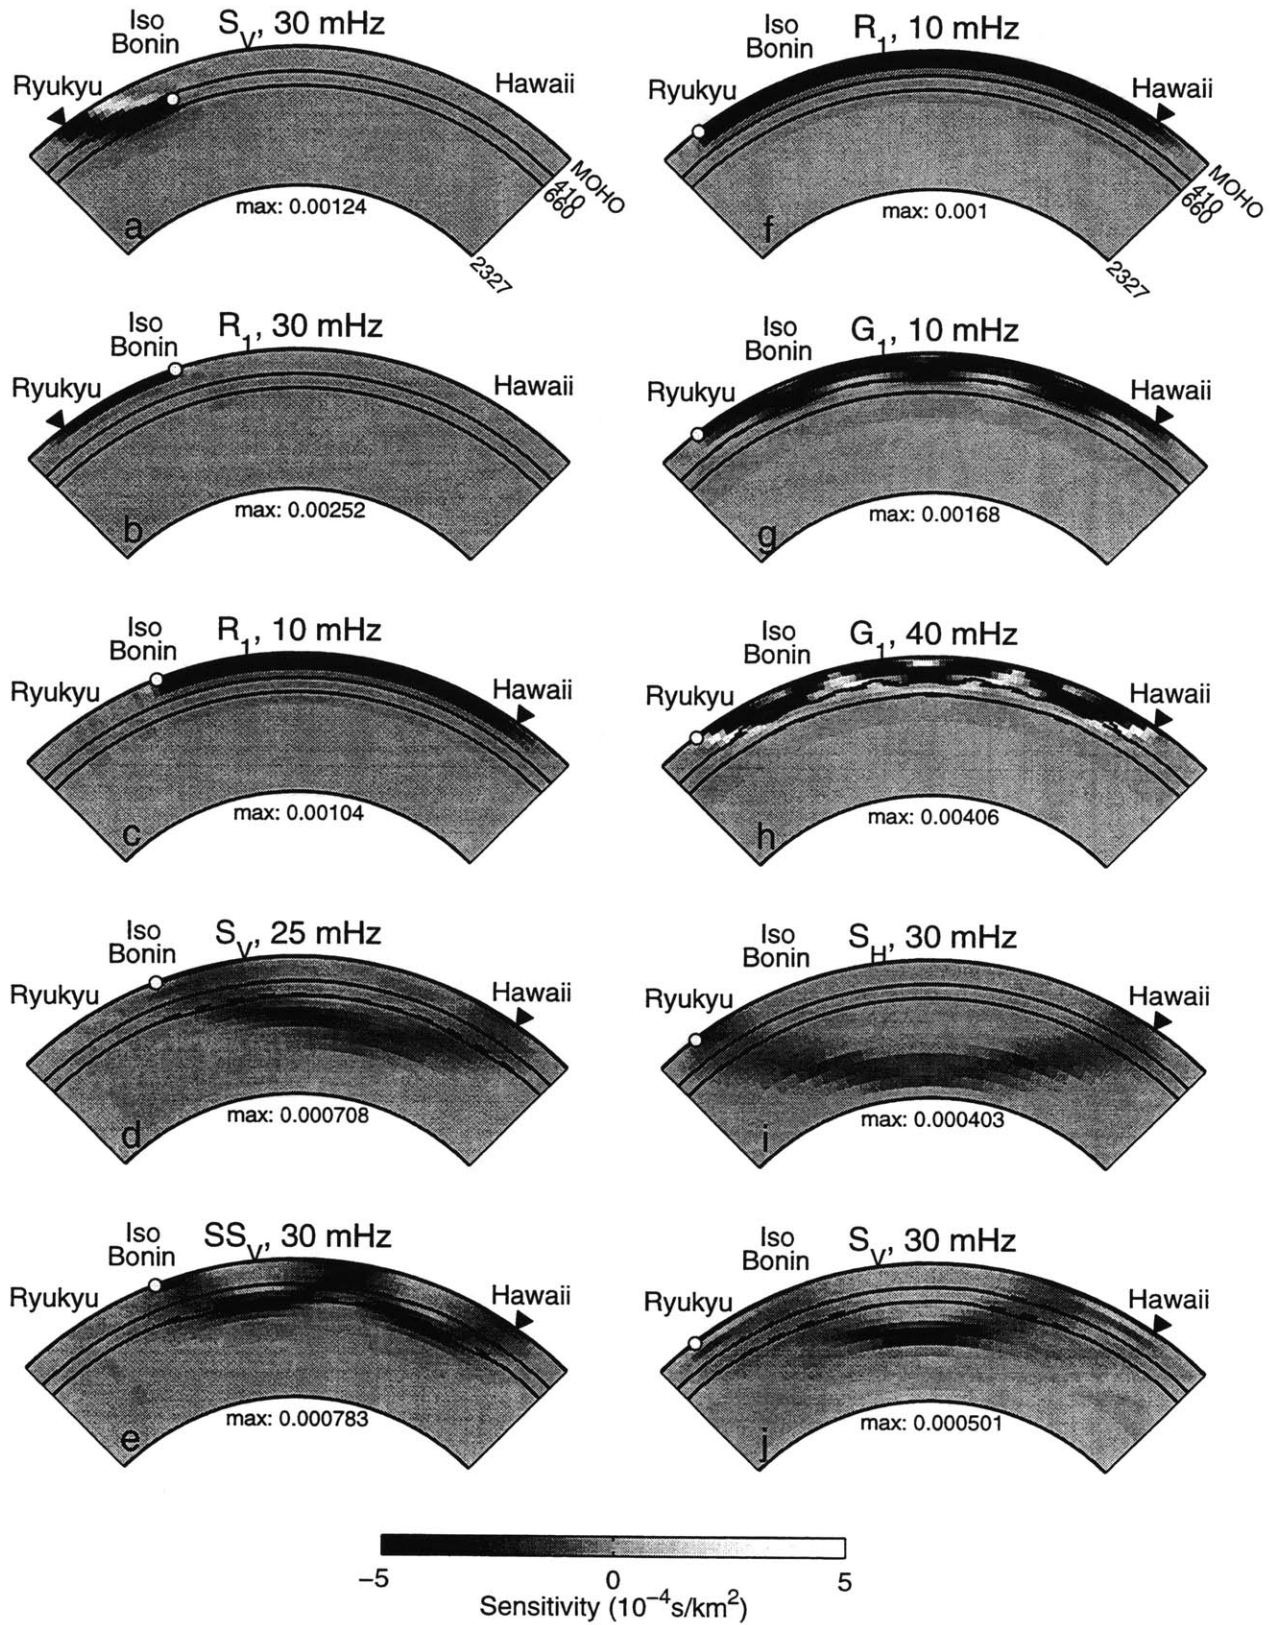 Iso
Bonin
S_V, 30 mHz
Ryukyu
Hawaii
MOHO
410
660
2327
max: 0.00124
a
Iso
Bonin
R_1, 10 mHz
Ryukyu
Hawaii
MOHO
410
660
2327
max: 0.001
f
Iso
Bonin
R_1, 30 mHz
Ryukyu
Hawaii
max: 0.00252
b
Iso
Bonin
G_1, 10 mHz
Ryukyu
Hawaii
max: 0.00168
g
Iso
Bonin
R_1, 10 mHz
Ryukyu
Hawaii
max: 0.00104
c
Iso
Bonin
G_1, 40 mHz
Ryukyu
Hawaii
max: 0.00406
h
Iso
Bonin
S_V, 25 mHz
Ryukyu
Hawaii
max: 0.000708
d
Iso
Bonin
S_H, 30 mHz
Ryukyu
Hawaii
max: 0.000403
i
Iso
Bonin
SS_V, 30 mHz
Ryukyu
Hawaii
max: 0.000783
e
Iso
Bonin
S_V, 30 mHz
Ryukyu
Hawaii
max: 0.000501
j
−5 0 5
Sensitivity (10^−4 s/km^2)